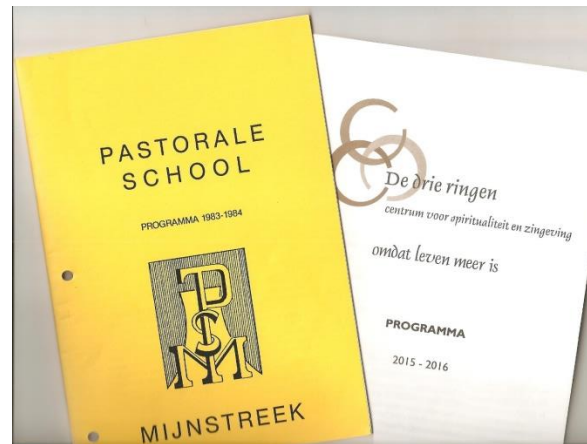 PASTORALE
SCHOOL
PROGRAMMA 1983-1984
PSM
MIJNSTREEK
De drie ringen
centrum voor spiritualiteit en zingeving
omdat leven meer is
PROGRAMMA
2015 - 2016